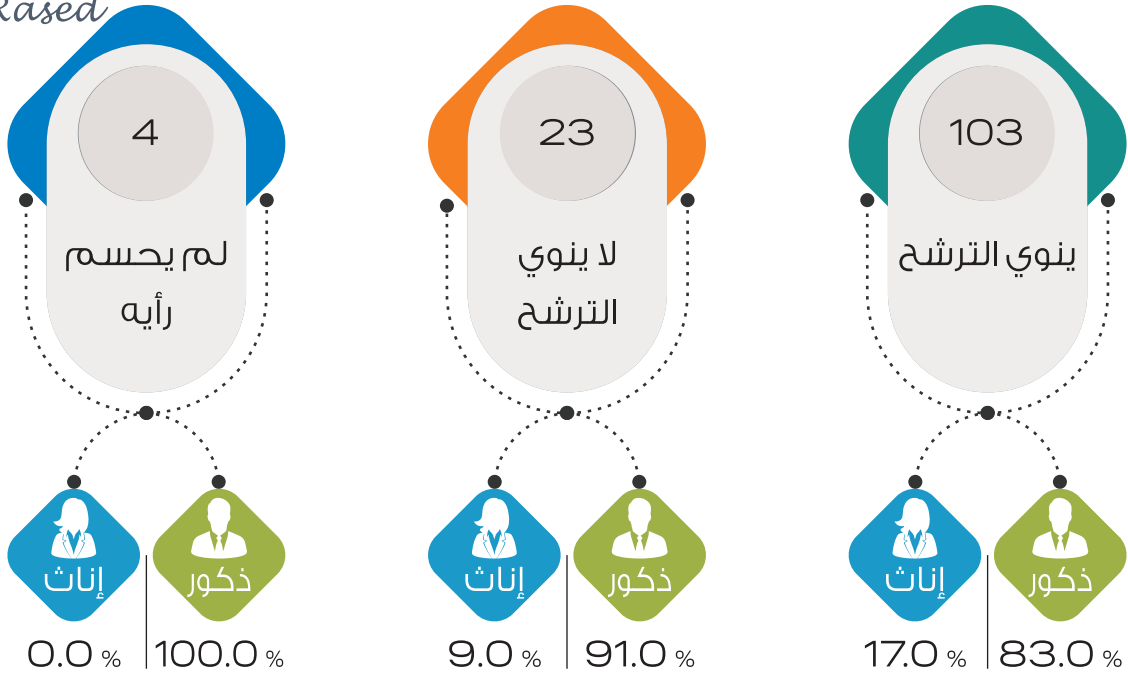 Rased
103
ينوي الترشح
ذكور
إناث
83.0 %
17.0 %
23
لا ينوي
الترشح
ذكور
إناث
91.0 %
9.0 %
4
لم يحسم
رأيه
ذكور
إناث
100.0 %
0.0 %